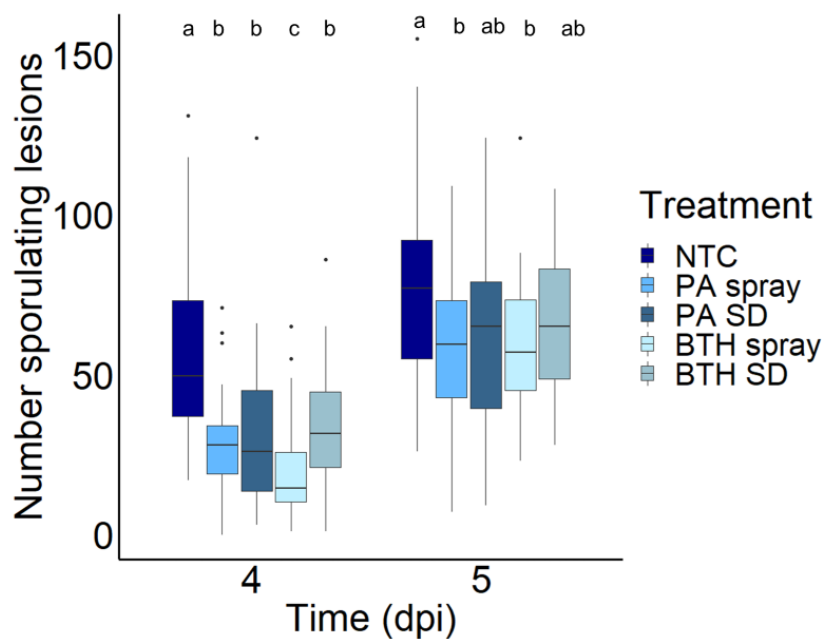 a b b c b a b ab b ab
150
100
50
0
Number sporulating lesions
4 5
Time (dpi)
Treatment
NTC
PA spray
PA SD
BTH spray
BTH SD